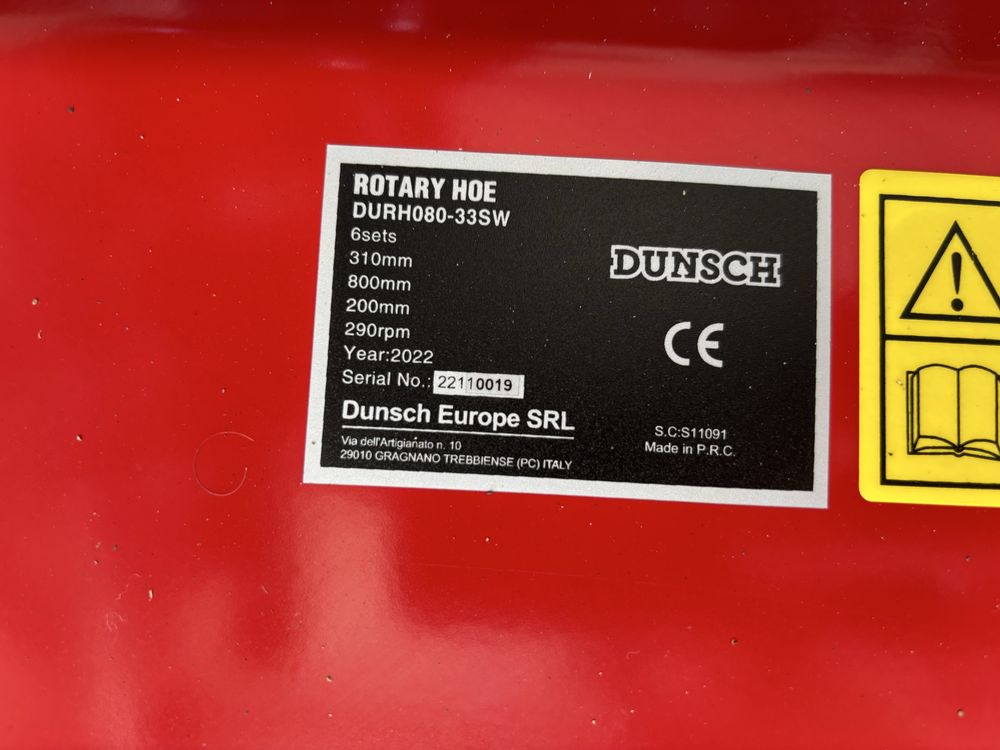 ROTARY HOE
DURH080-33SW
6sets
310mm
800mm
200mm
290rpm
Year:2022
Serial No.: 22110019
Dunsch Europe SRL
Via dell'Artigianato n. 10
29010 GRAGNANO TREBBIENSE (PC) ITALY
DUNSCH
CE
S.C:S11091
Made in P.R.C.
!